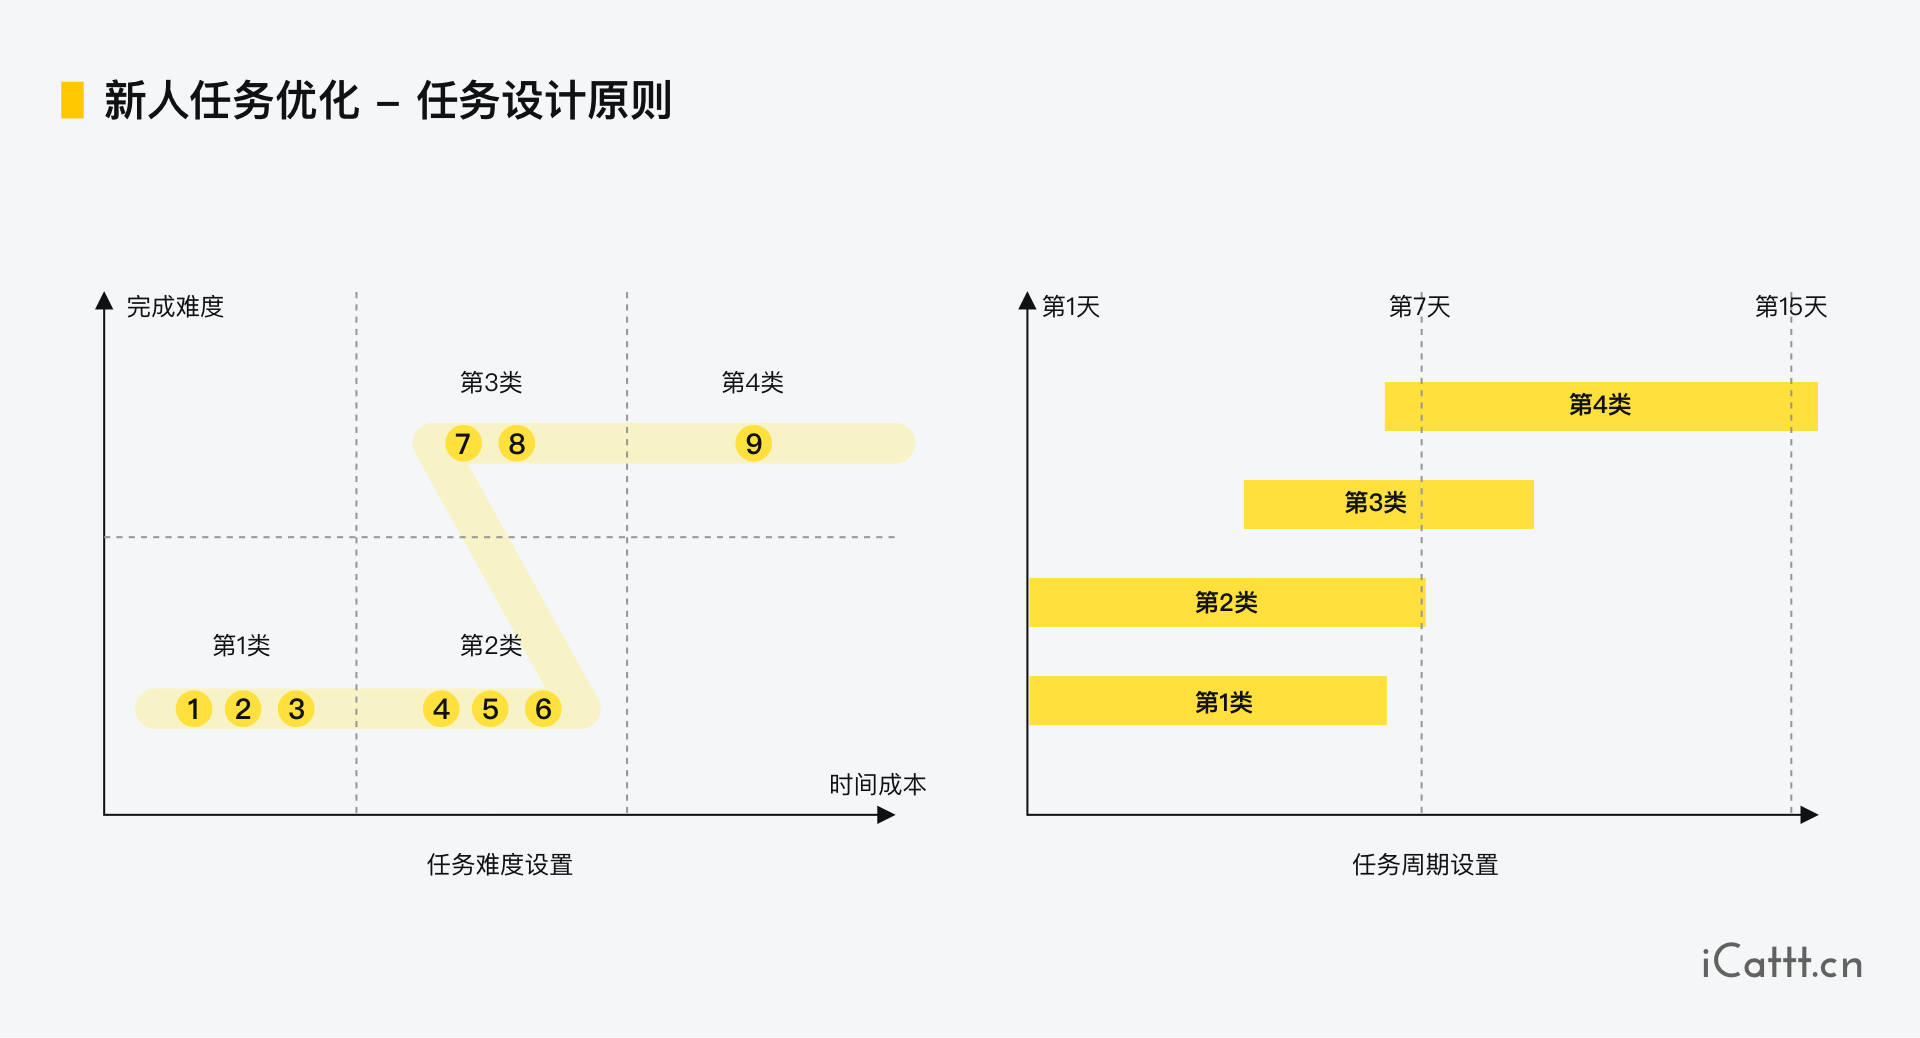 新人任务优化 – 任务设计原则
完成难度
第3类
第4类
7 8 9
第1类
第2类
1 2 3 4 5 6
时间成本
任务难度设置
第1天
第7天
第15天
第4类
第3类
第2类
第1类
任务周期设置
iCattt.cn